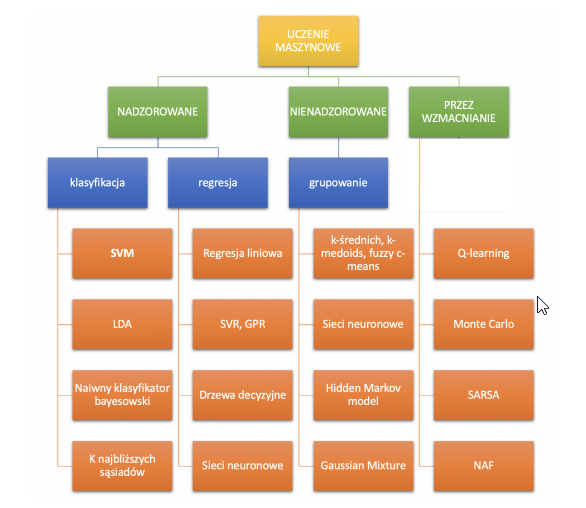 UCZENIE
MASZYNOWE
NADZOROWANE
NIENADZOROWANE
PRZEZ
WZMACNIANIE
klasyfikacja
regresja
grupowanie
SVM
Regresja liniowa
k-średnich, k-
medoids, fuzzy c-
means
Q-learning
LDA
SVR, GPR
Sieci neuronowe
Monte Carlo
Naiwny klasyfikator
bayesowski
Drzewa decyzyjne
Hidden Markov
model
SARSA
K najbliższych
sąsiadów
Sieci neuronowe
Gaussian Mixture
NAF